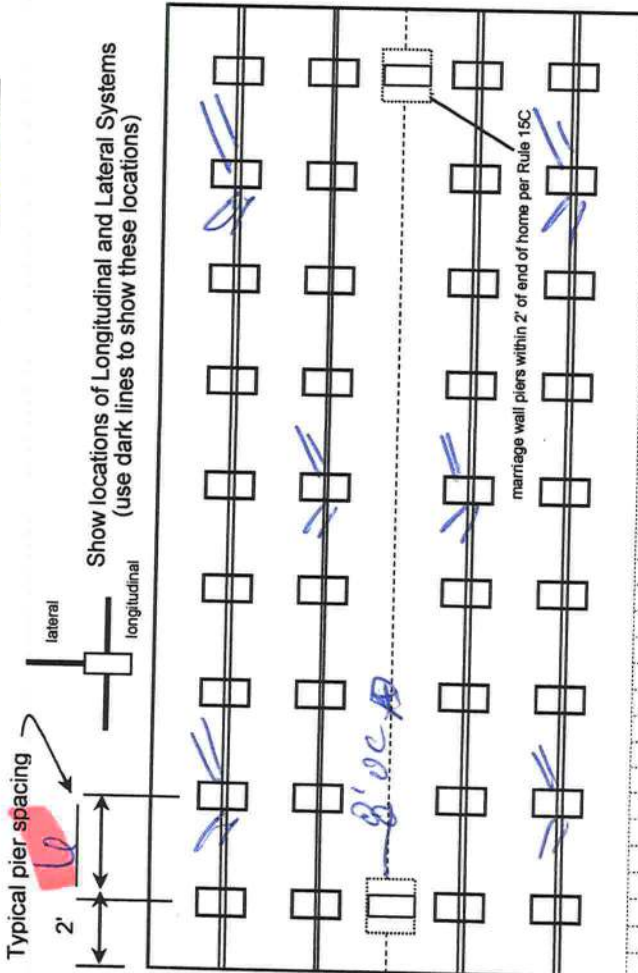 Typical pier spacing
2'
lateral
longitudinal
Show locations of Longitudinal and Lateral Systems
(use dark lines to show these locations)
marriage wall piers within 2' of end of home per Rule 15C
8' OC